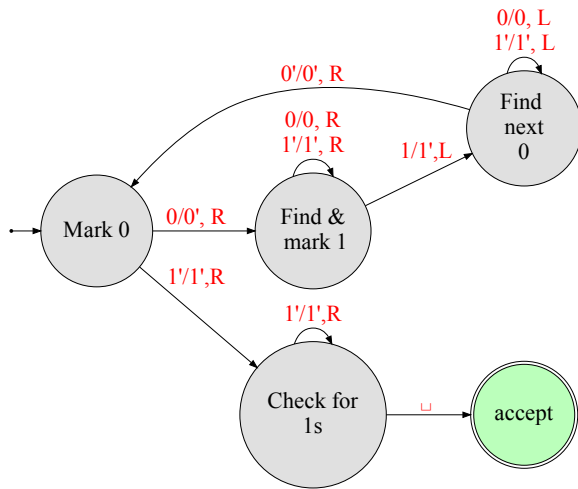 0/0, L
1'/1', L
Find
next
0
0'/0', R
0/0, R
1'/1', R
Find &
mark 1
1/1',L
Mark 0
0/0', R
1'/1',R
1'/1',R
Check for
1s
␣
accept